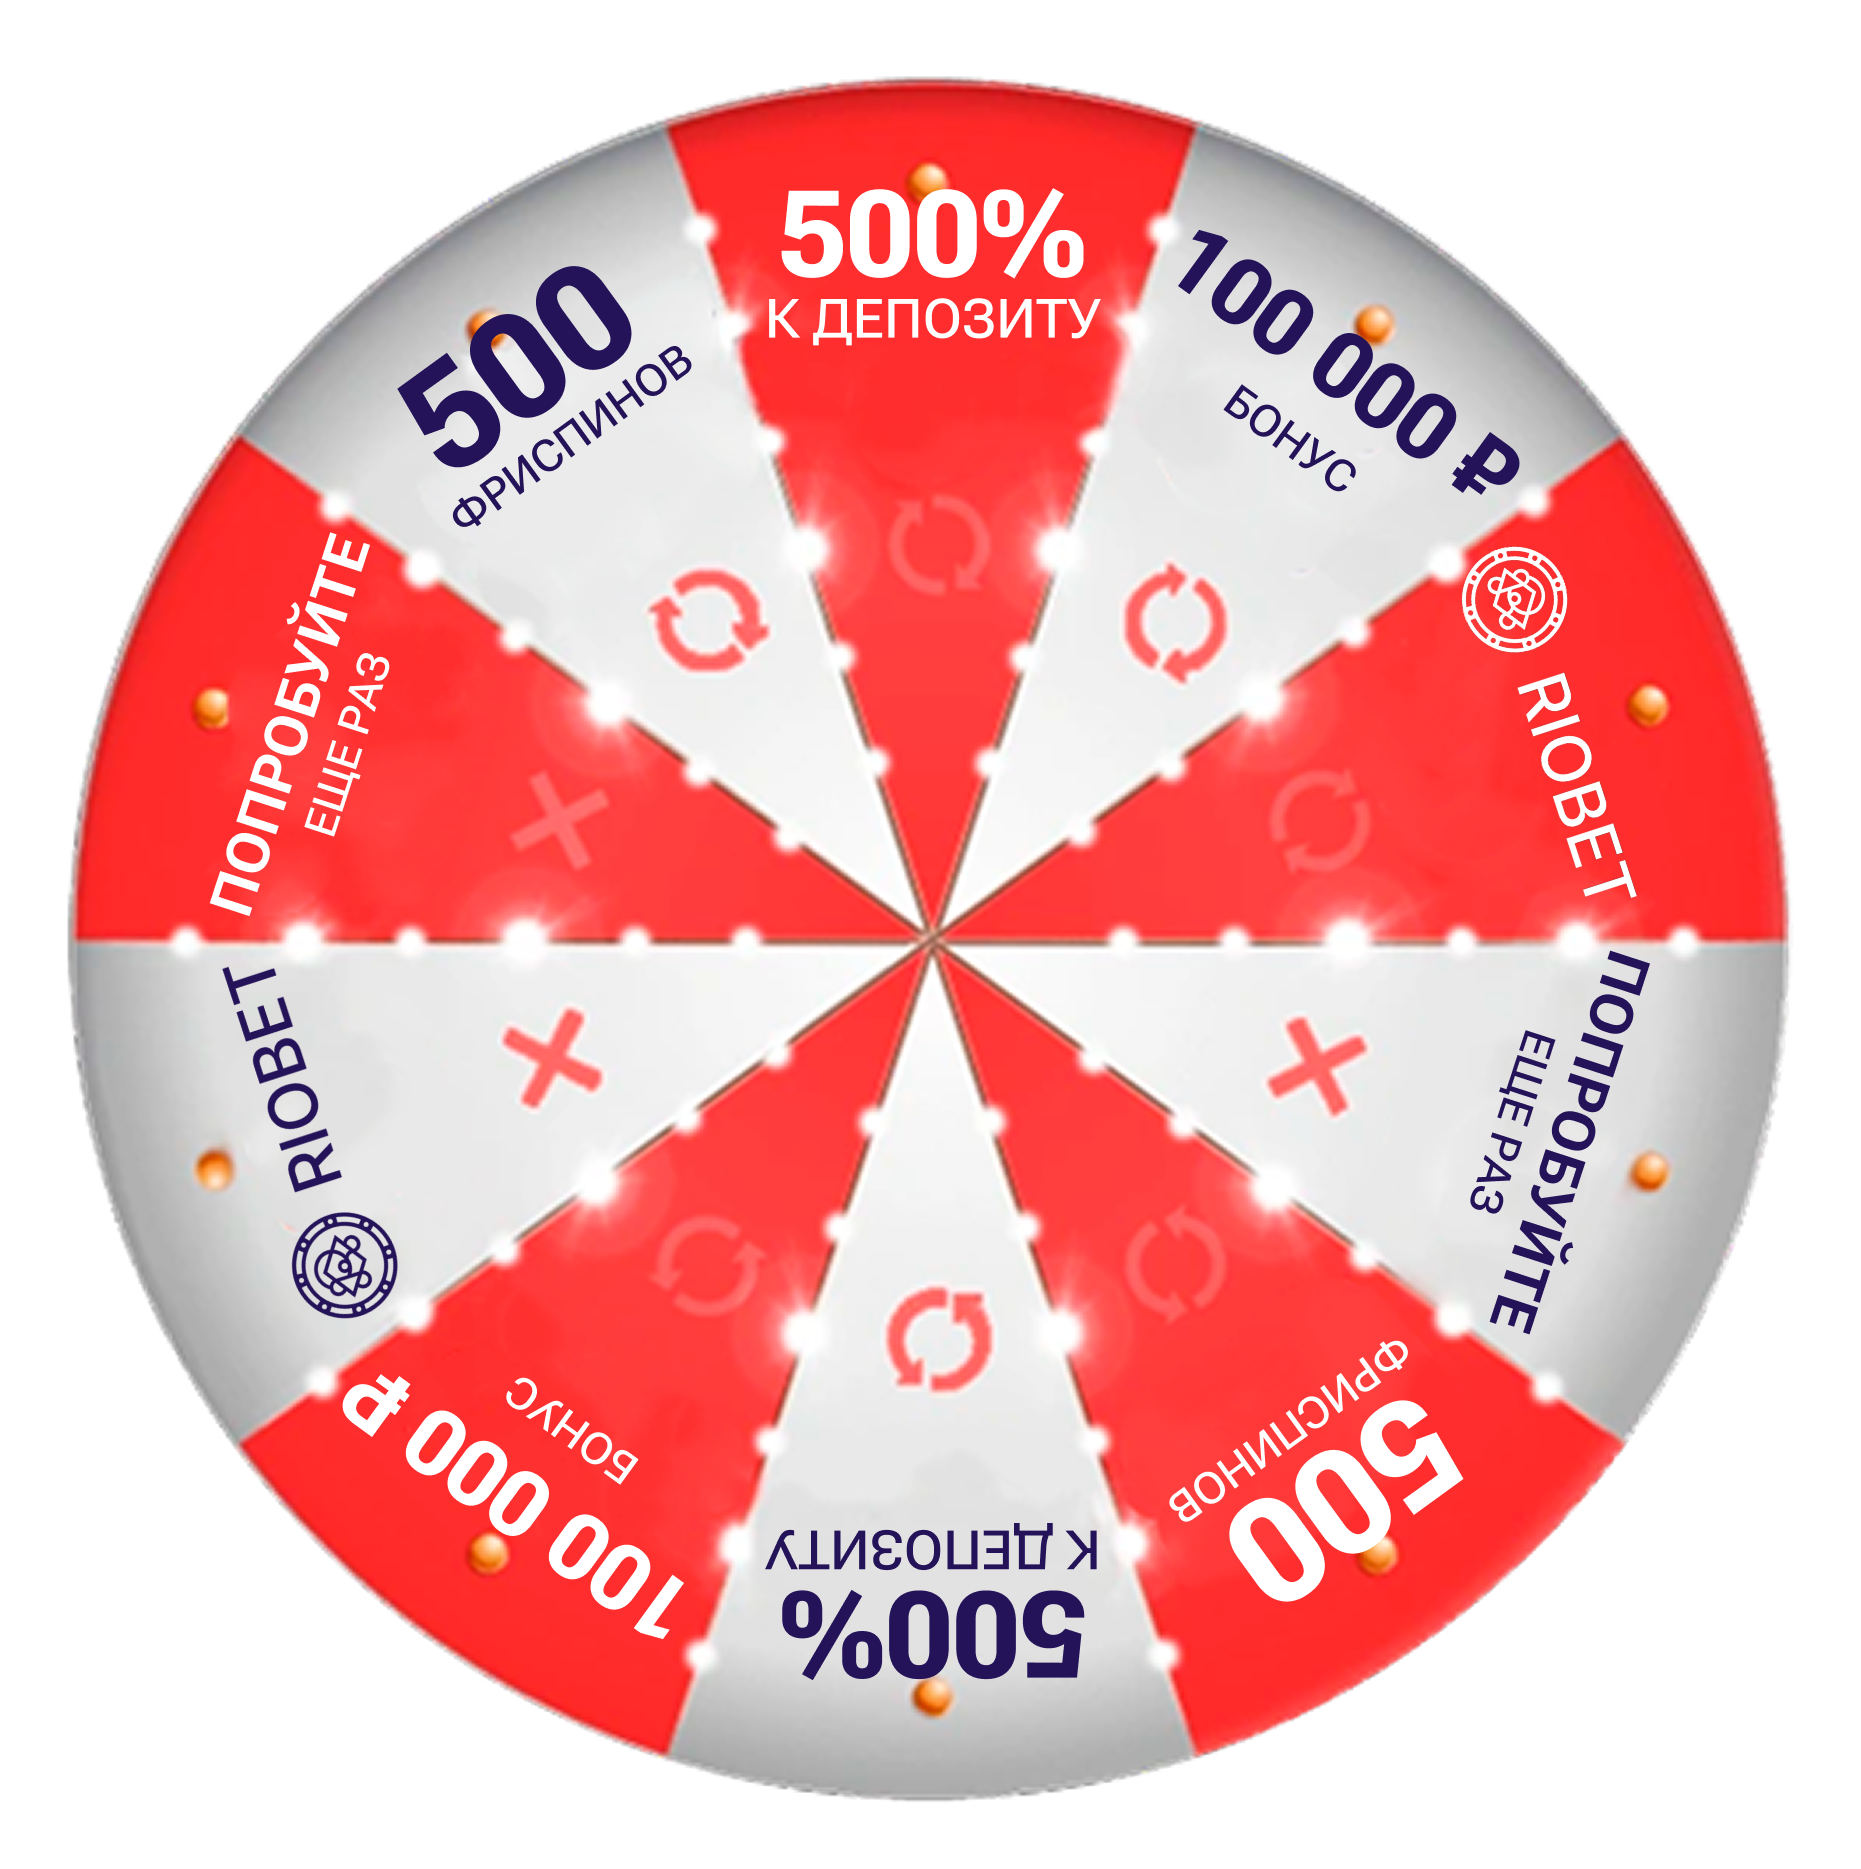 500%
К ДЕПОЗИТУ
100 000 ₽
БОНУС
RIOBET
ПОПРОБУЙТЕ
ЕЩЕ РАЗ
500
ФРИСПИНОВ
500%
К ДЕПОЗИТУ
100 000 ₽
БОНУС
RIOBET
ПОПРОБУЙТЕ
ЕЩЕ РАЗ
500
ФРИСПИНОВ